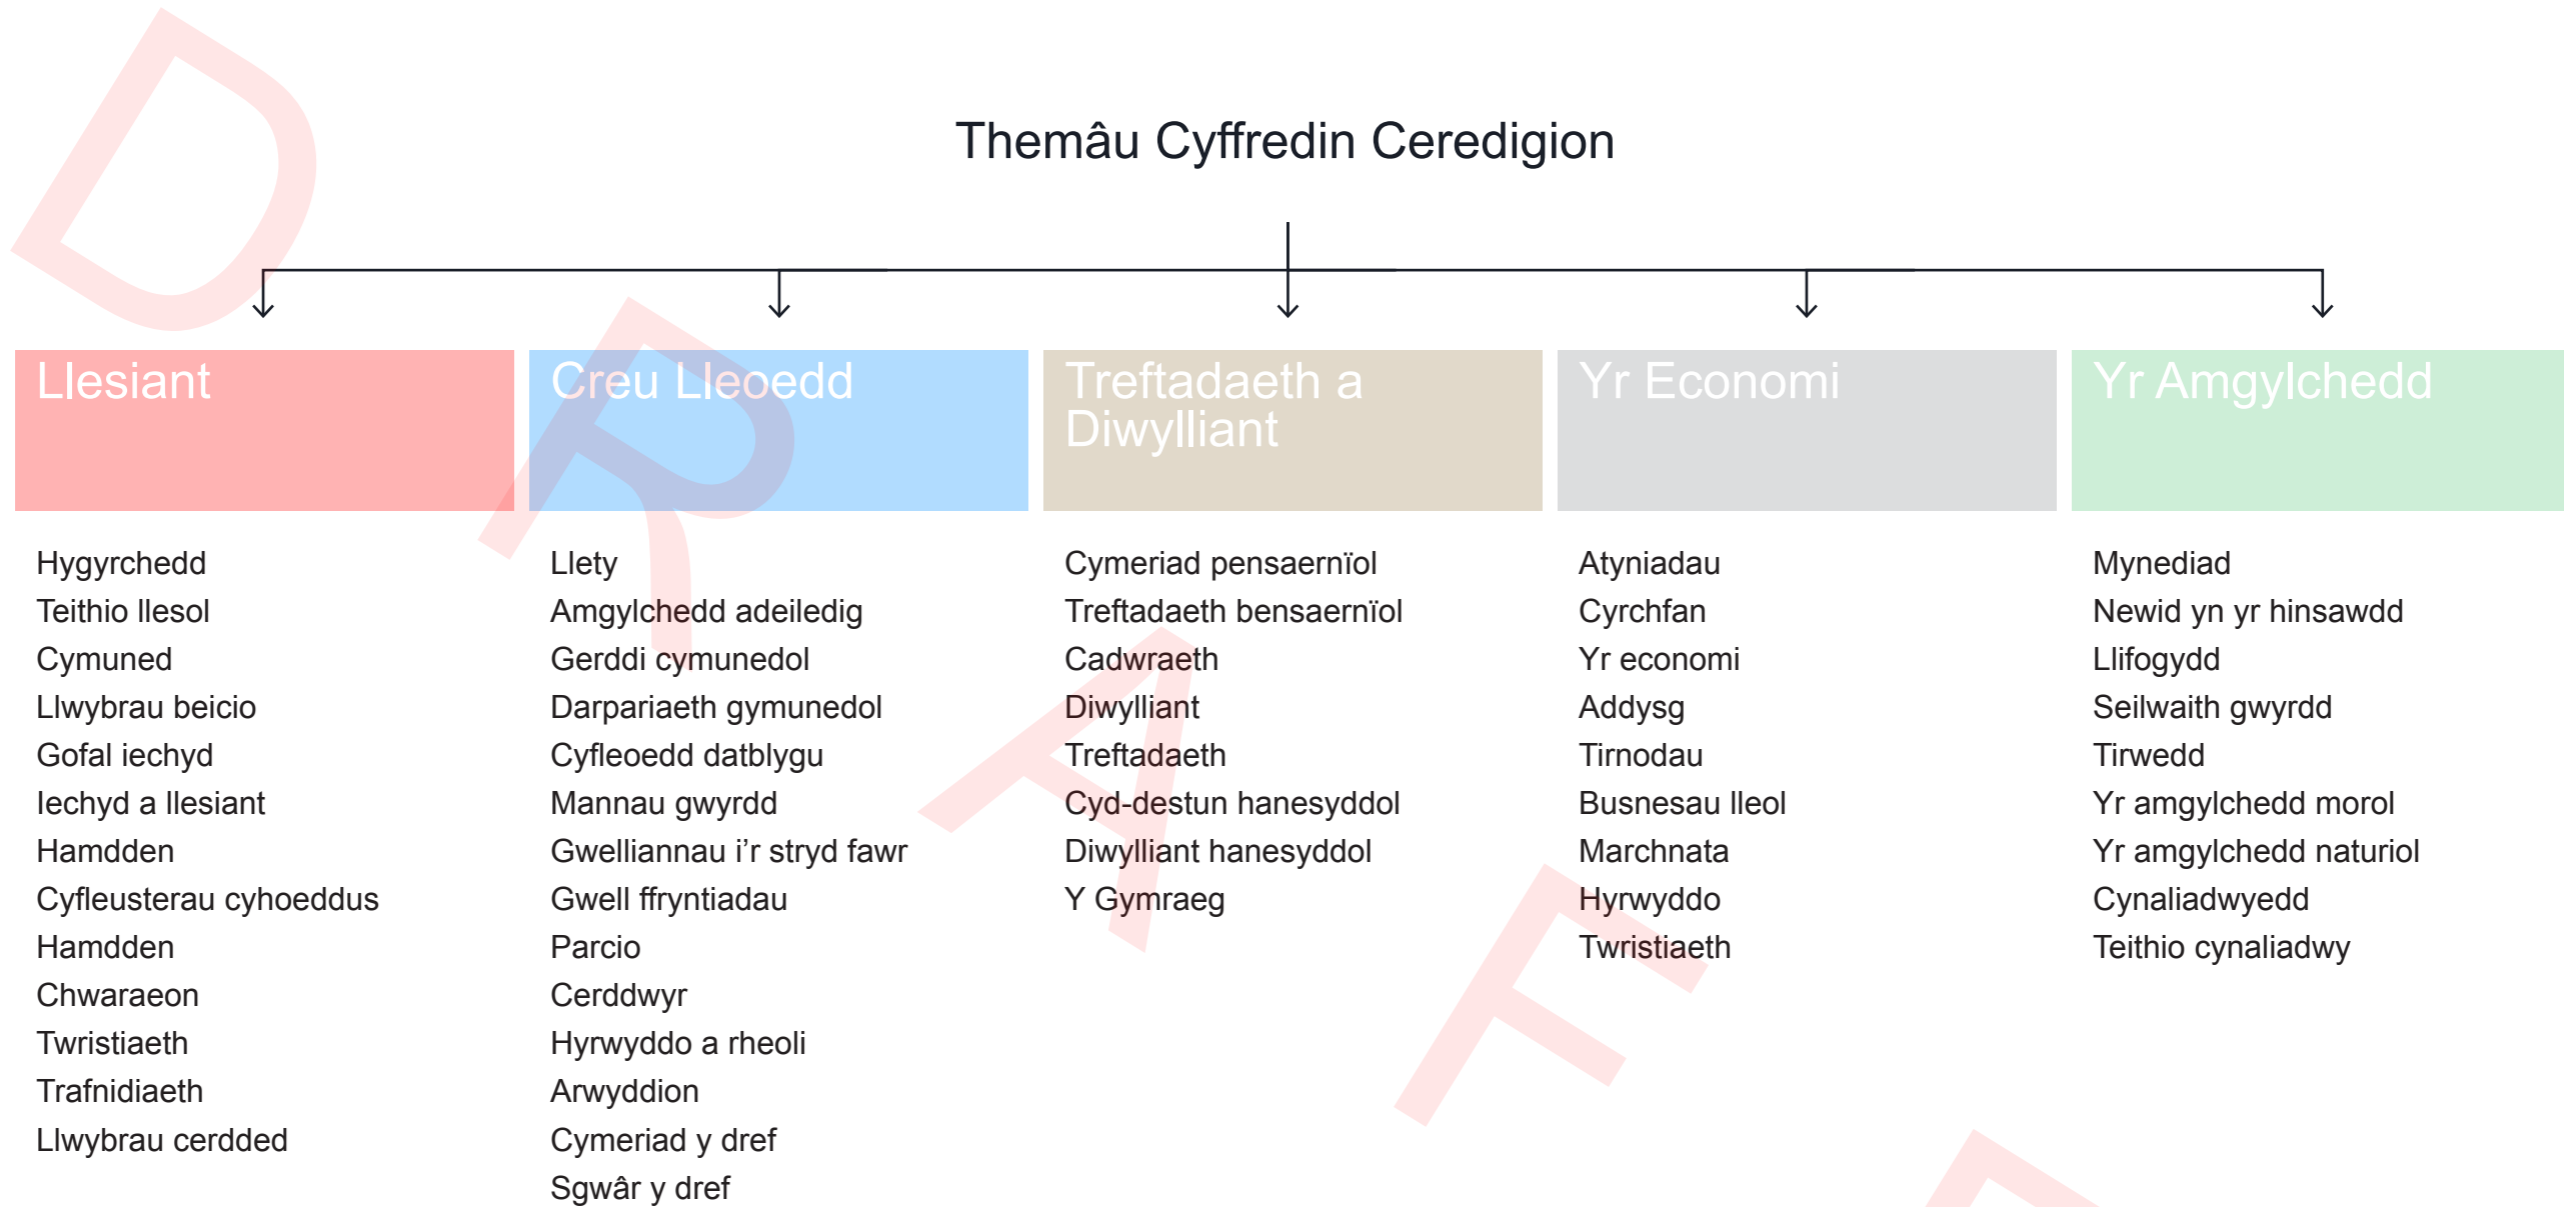 Themâu Cyffredin Ceredigion
Llesiant
Hygyrchedd
Teithio llesol
Cymuned
Llwybrau beicio
Gofal iechyd
Iechyd a llesiant
Hamdden
Cyfleusterau cyhoeddus
Hamdden
Chwaraeon
Twristiaeth
Trafnidiaeth
Llwybrau cerdded
Creu Lleoedd
Llety
Amgylchedd adeiledig
Gerddi cymunedol
Darpariaeth gymunedol
Cyfleoedd datblygu
Mannau gwyrdd
Gwelliannau i’r stryd fawr
Gwell ffryntiadau
Parcio
Cerddwyr
Hyrwyddo a rheoli
Arwyddion
Cymeriad y dref
Sgwâr y dref
Treftadaeth a
Diwylliant
Cymeriad pensaernïol
Treftadaeth bensaernïol
Cadwraeth
Diwylliant
Treftadaeth
Cyd-destun hanesyddol
Diwylliant hanesyddol
Y Gymraeg
Yr Economi
Atyniadau
Cyrchfan
Yr economi
Addysg
Tirnodau
Busnesau lleol
Marchnata
Hyrwyddo
Twristiaeth
Yr Amgylchedd
Mynediad
Newid yn yr hinsawdd
Llifogydd
Seilwaith gwyrdd
Tirwedd
Yr amgylchedd morol
Yr amgylchedd naturiol
Cynaliadwyedd
Teithio cynaliadwy
D R A F